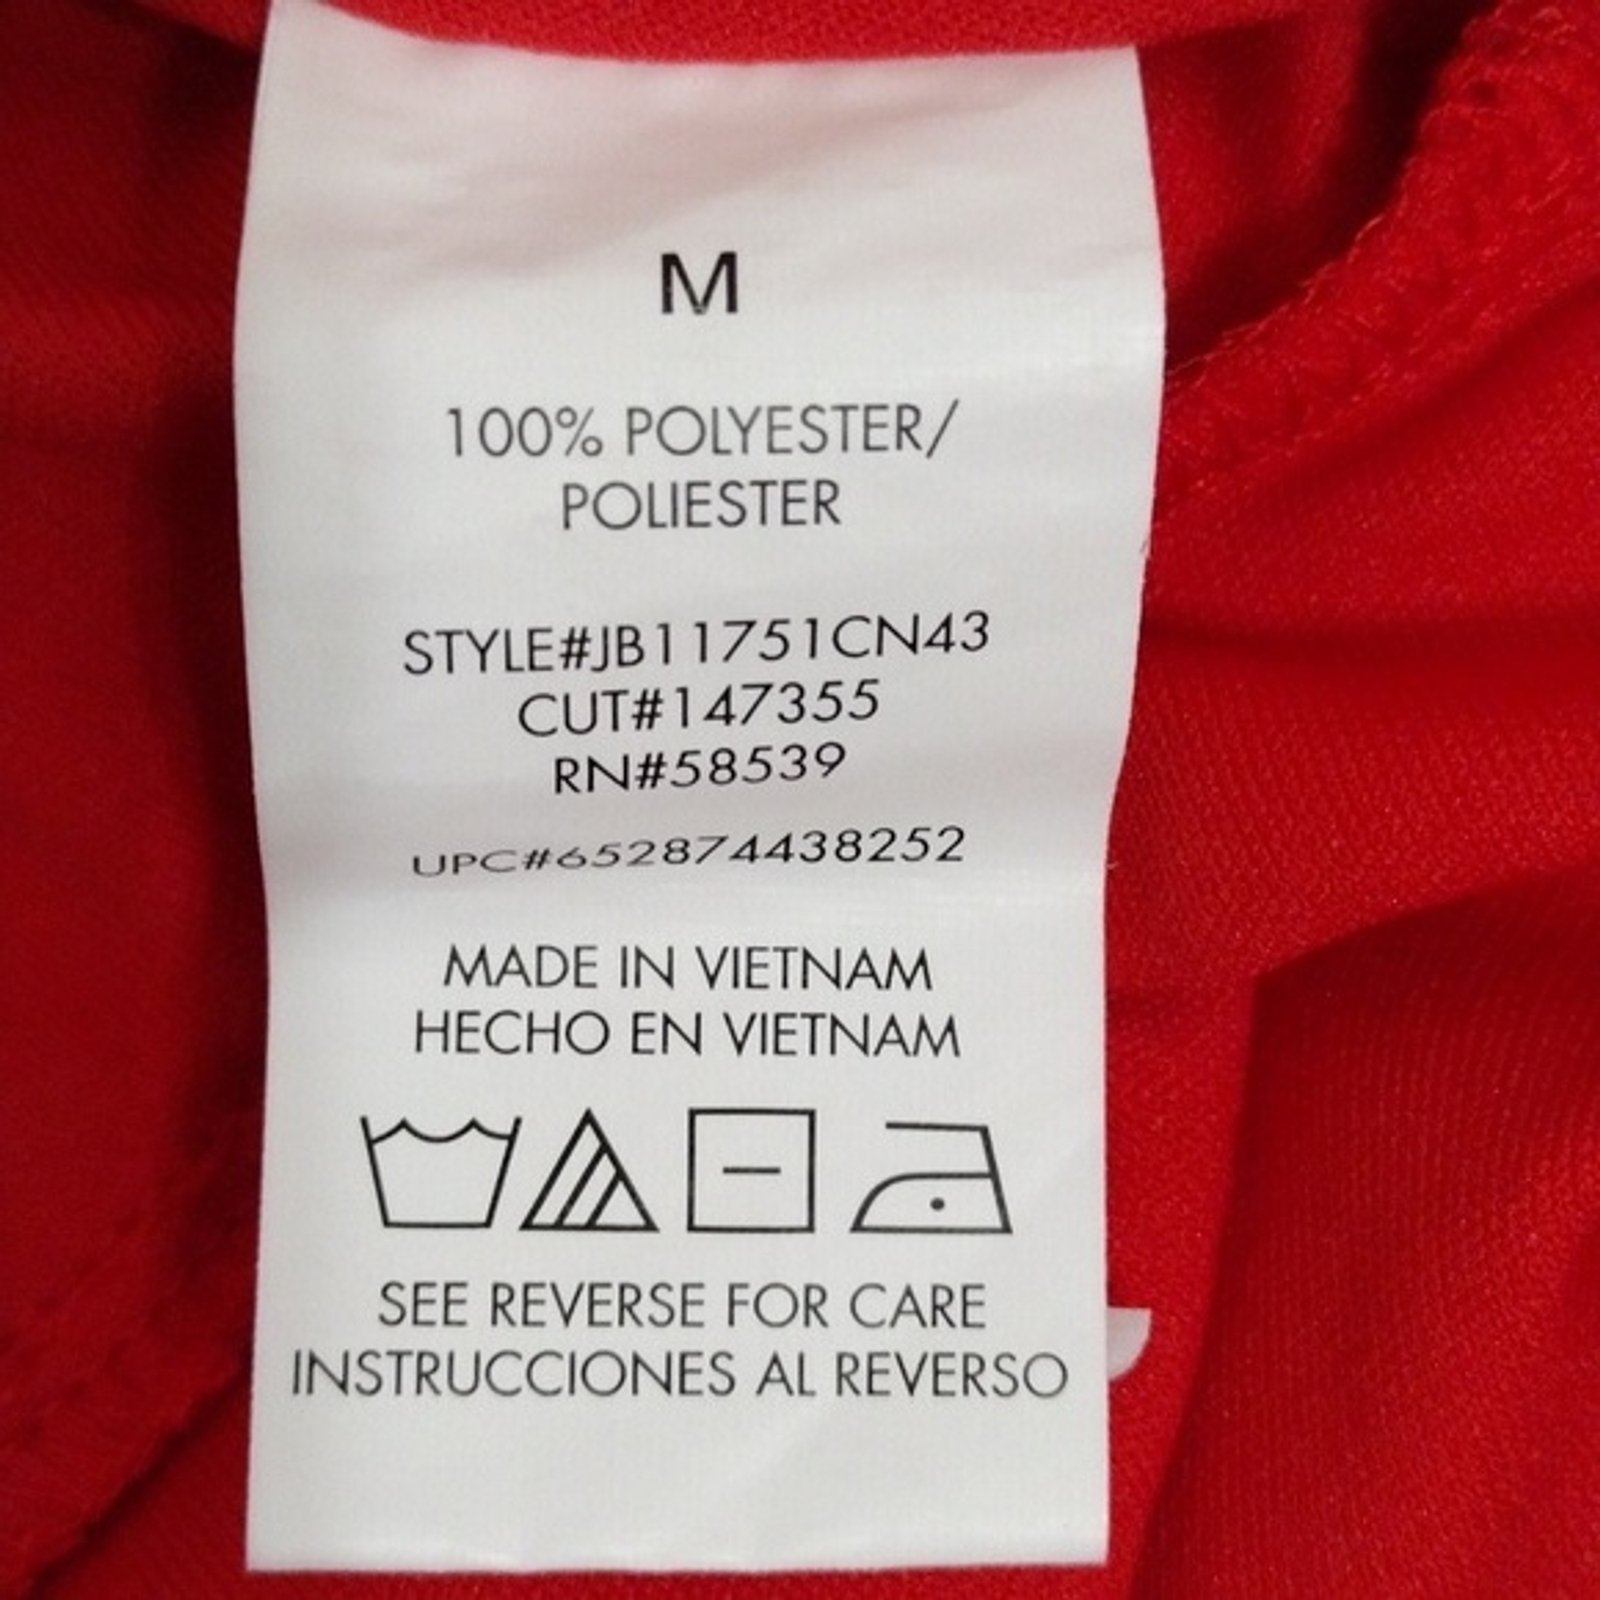 M
100% POLYESTER/
POLIESTER
STYLE#JB11751CN43
CUT#147355
RN#58539
UPC#652874438252
MADE IN VIETNAM
HECHO EN VIETNAM
SEE REVERSE FOR CARE
INSTRUCCIONES AL REVERSO